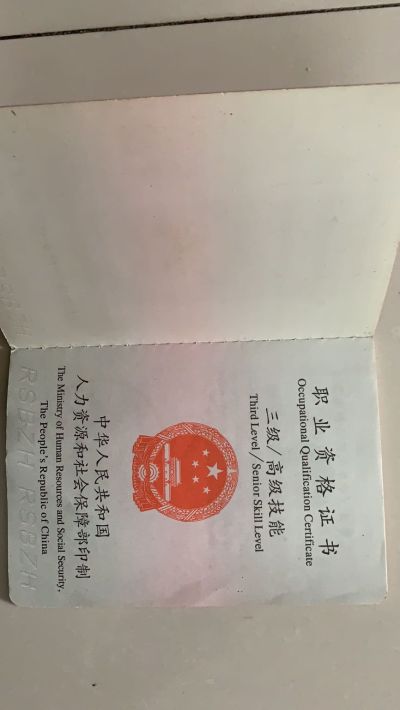 职业资格证书
Occupational Qualification Certificate
三级/高级技能
Third Level/Senior Skill Level
中华人民共和国
人力资源和社会保障部印制
The Ministry of Human Resources and Social Security,
The People's Republic of China
RSBZH RSBZH